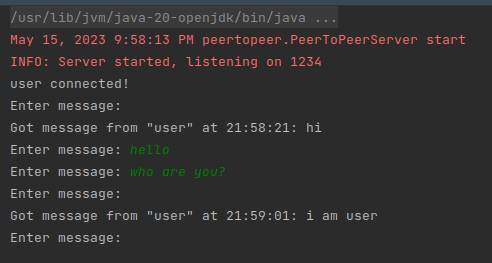 /usr/lib/jvm/java-20-openjdk/bin/java ...
May 15, 2023 9:58:13 PM peertopeer.PeerToPeerServer start
INFO: Server started, listening on 1234
user connected!
Enter message:
Got message from "user" at 21:58:21: hi
Enter message: hello
Enter message: who are you?
Enter message:
Got message from "user" at 21:59:01: i am user
Enter message: